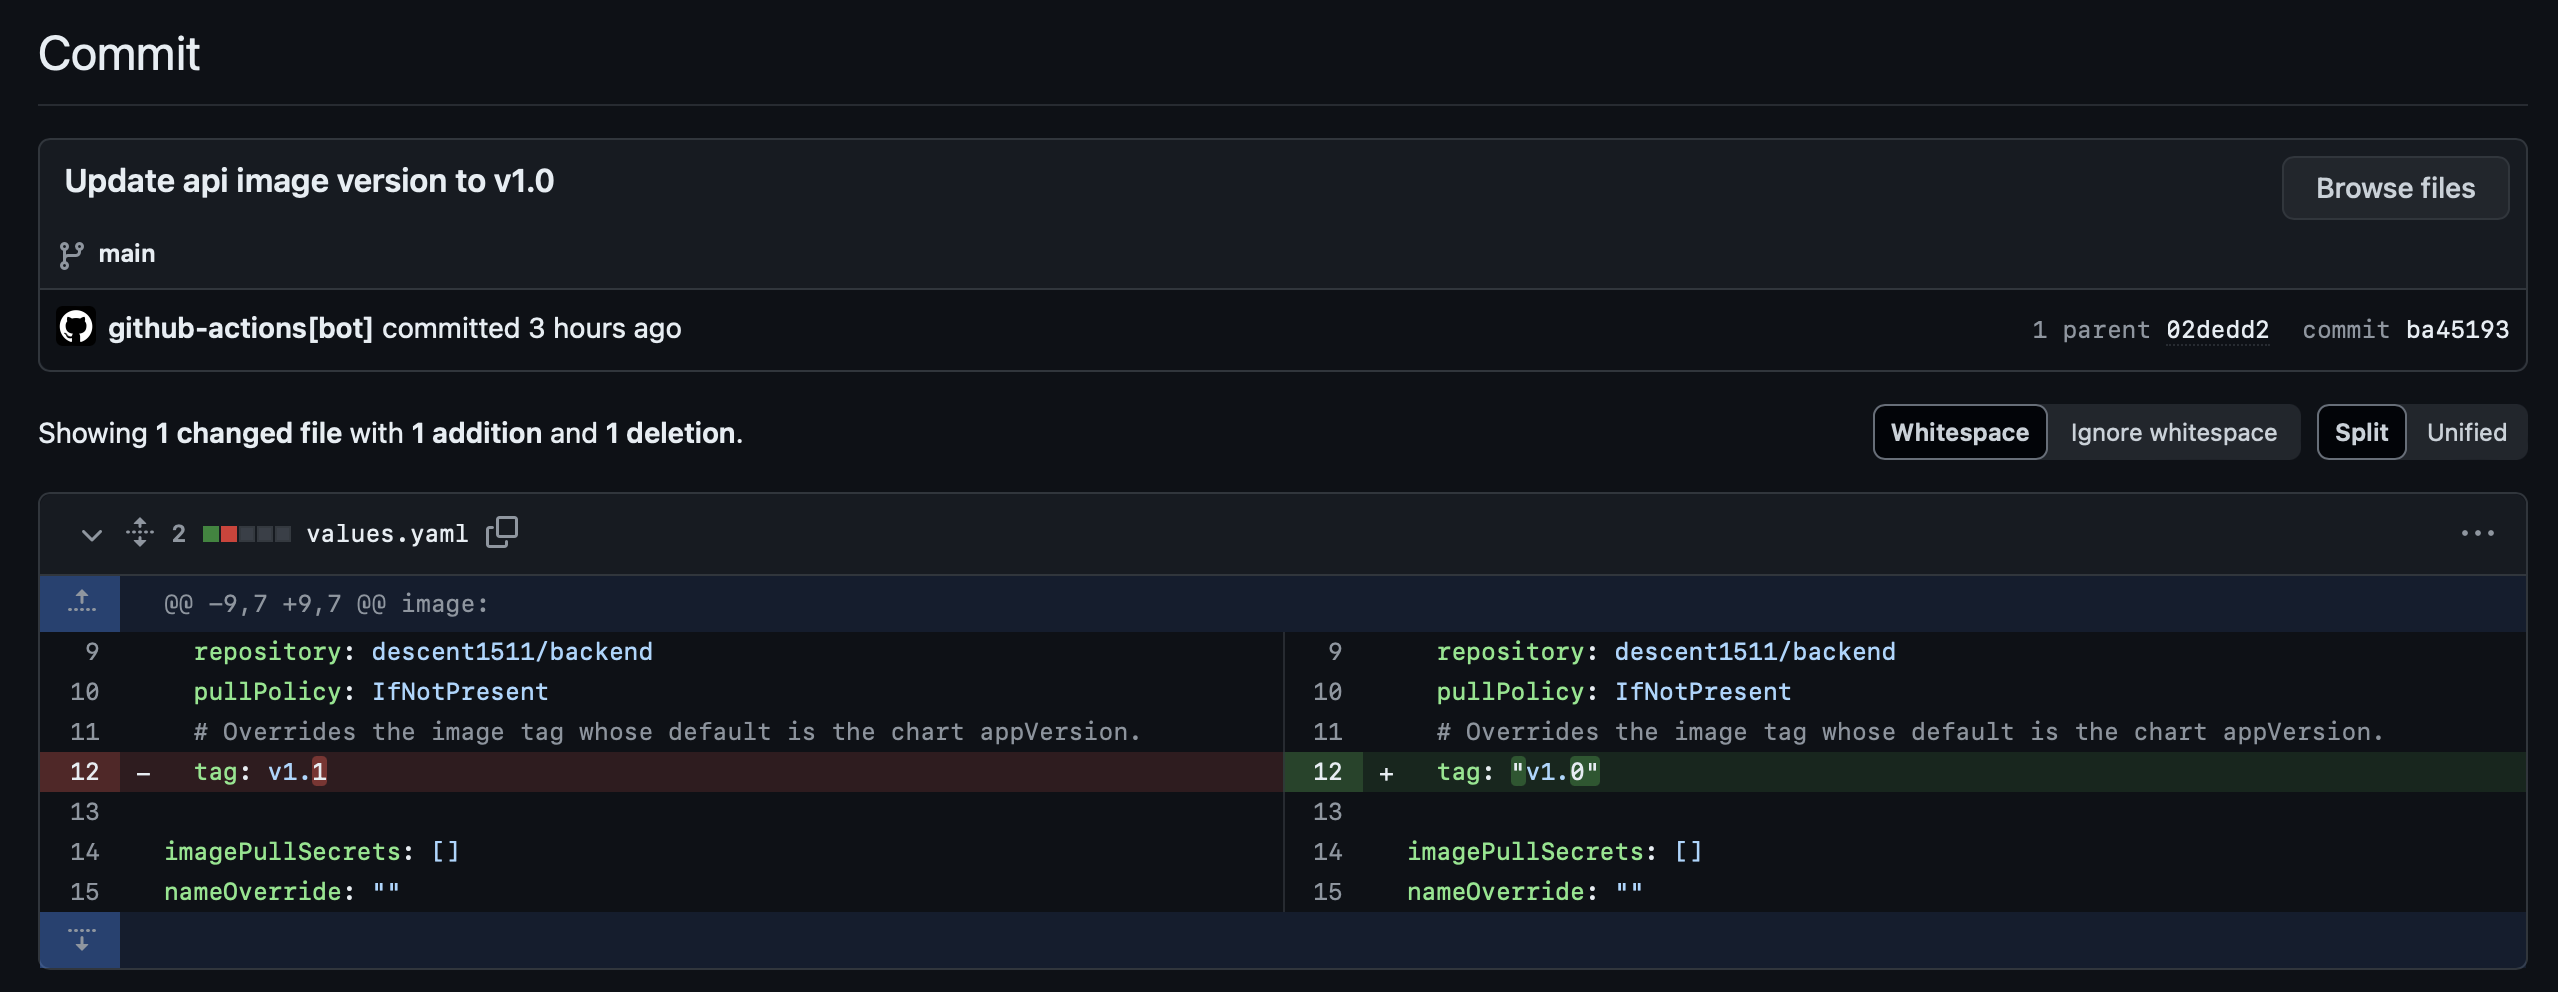 Commit
Update api image version to v1.0
Browse files
main
github-actions[bot] committed 3 hours ago
1 parent 02dedd2 commit ba45193
Showing 1 changed file with 1 addition and 1 deletion.
Whitespace Ignore whitespace Split Unified
2 values.yaml
@@ -9,7 +9,7 @@ image:
9 repository: descent1511/backend 9 repository: descent1511/backend
10 pullPolicy: IfNotPresent 10 pullPolicy: IfNotPresent
11 # Overrides the image tag whose default is the chart appVersion. 11 # Overrides the image tag whose default is the chart appVersion.
12 - tag: v1.1 12 + tag: "v1.0"
13 13
14 imagePullSecrets: [] 14 imagePullSecrets: []
15 nameOverride: "" 15 nameOverride: ""